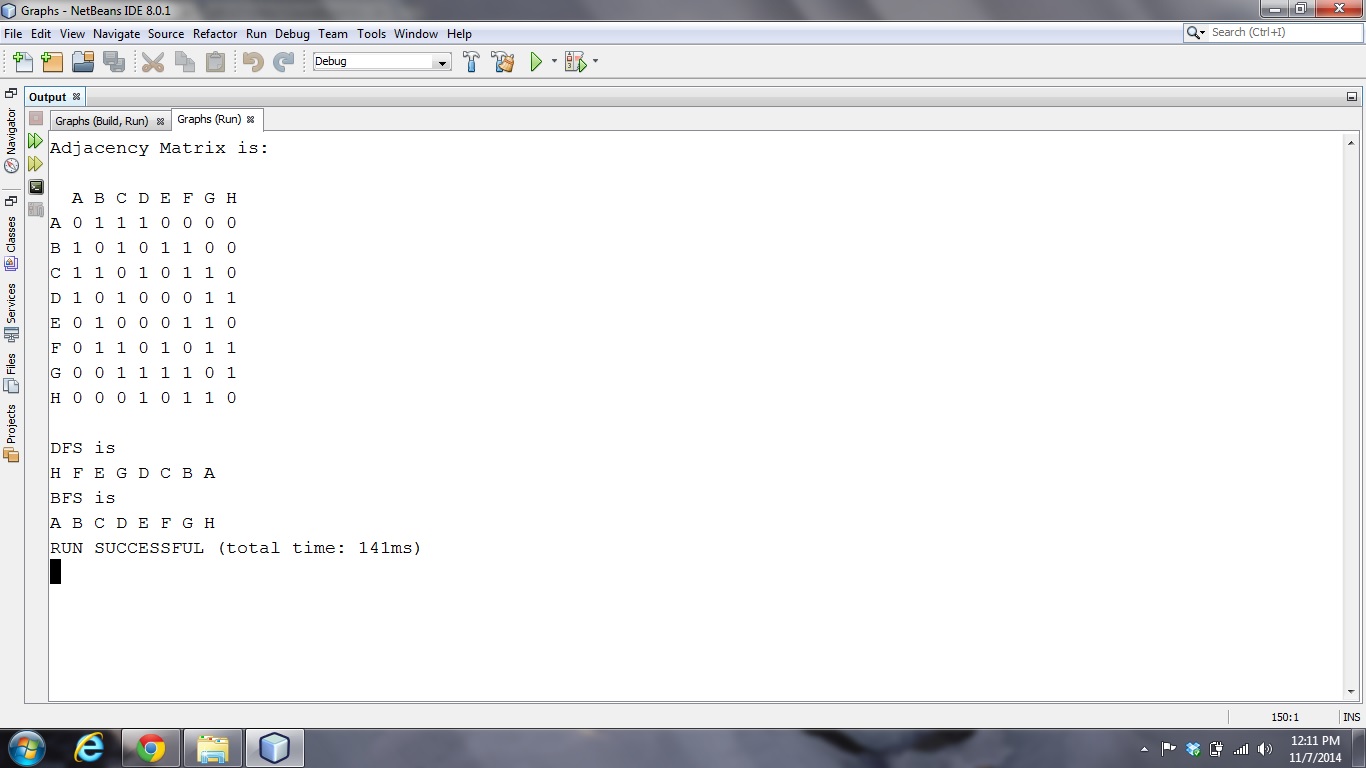 Graphs - NetBeans IDE 8.0.1
File Edit View Navigate Source Refactor Run Debug Team Tools Window Help
Search (Ctrl+I)
Debug
Output
Graphs (Build, Run) Graphs (Run)
Navigator
Classes
Services
Files
Projects
Adjacency Matrix is:
A B C D E F G H
A 0 1 1 1 0 0 0 0
B 1 0 1 0 1 1 0 0
C 1 1 0 1 0 1 1 0
D 1 0 1 0 0 0 1 1
E 0 1 0 0 0 1 1 0
F 0 1 1 0 1 0 1 1
G 0 0 1 1 1 1 0 1
H 0 0 0 1 0 1 1 0
DFS is
H F E G D C B A
BFS is
A B C D E F G H
RUN SUCCESSFUL (total time: 141ms)
150:1 INS
12:11 PM
11/7/2014